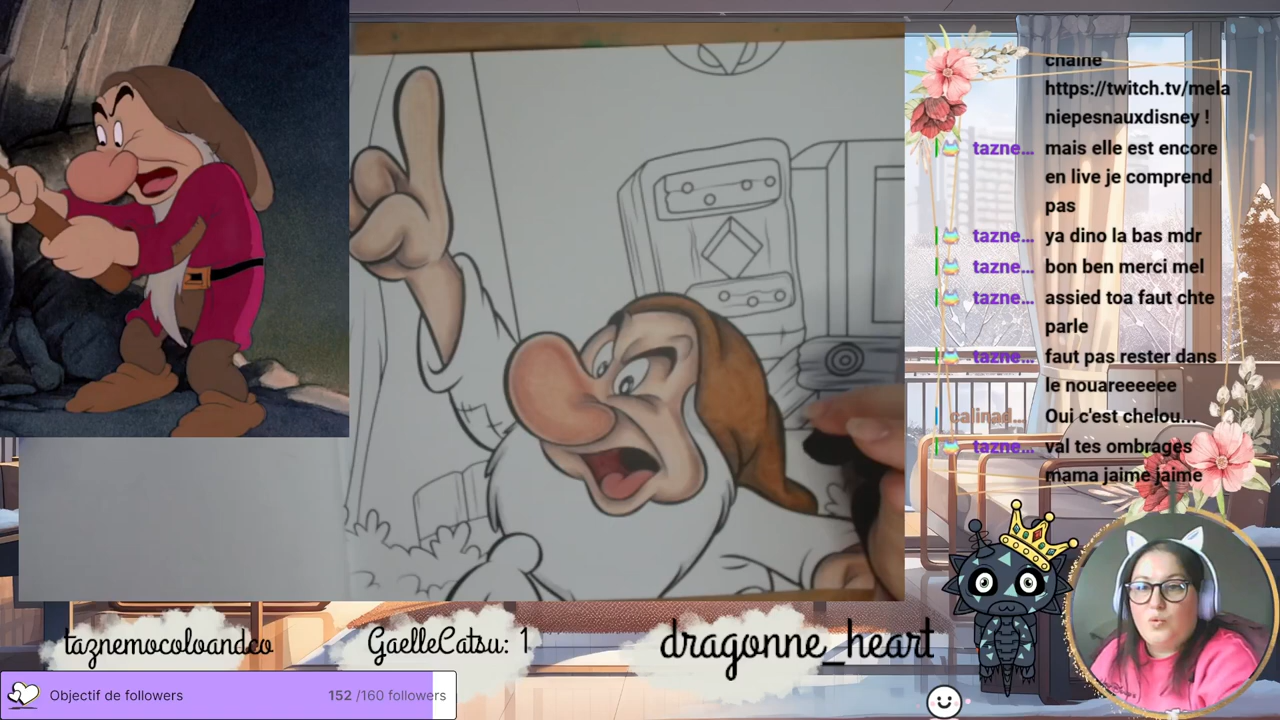 chaine
https://twitch.tv/mela
niepesnauxdisney !
tazne... mais elle est encore
en live je comprend
pas
tazne... ya dino la bas mdr
tazne... bon ben merci mel
tazne... assied toa faut chte
parle
tazne... faut pas rester dans
le nouareeeeee
calinad... Oui c'est chelou...
tazne... val tes ombrages
mama jaime jaime
taznemocoloandco
GaelleCatsu: 1
dragonne_heart
Objectif de followers
152 /160 followers